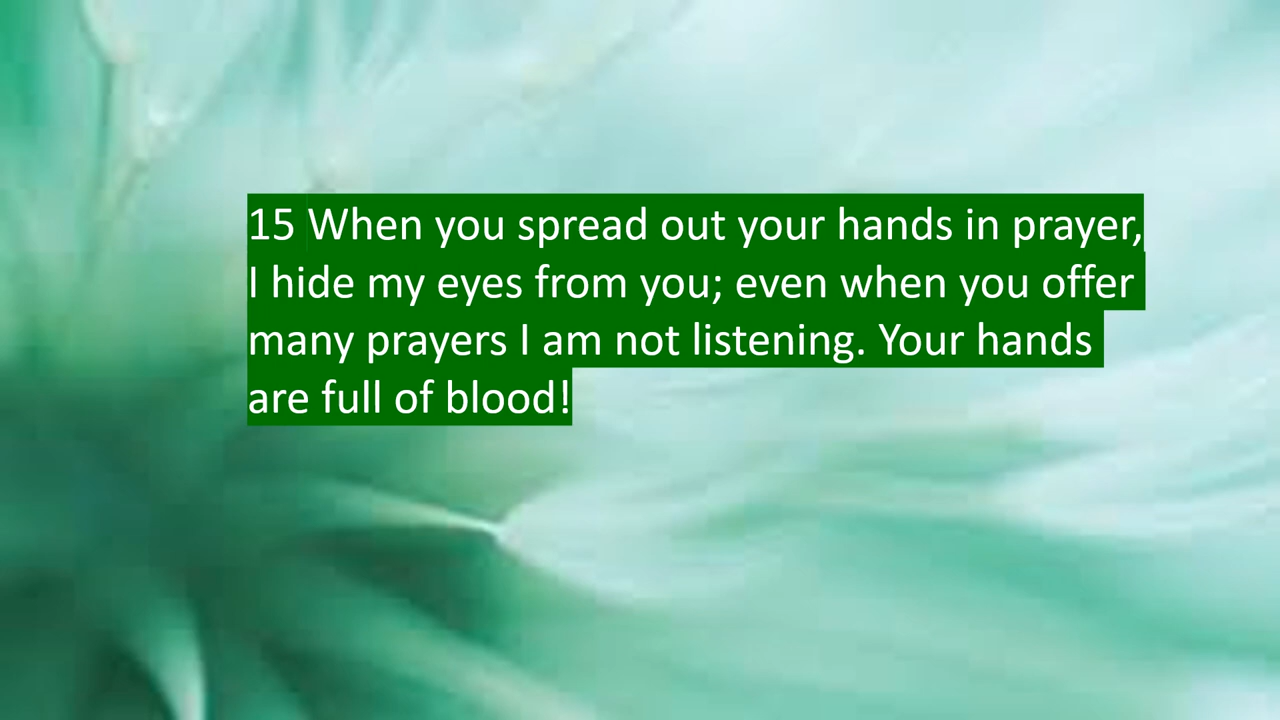 15 When you spread out your hands in prayer,
I hide my eyes from you; even when you offer
many prayers I am not listening. Your hands
are full of blood!